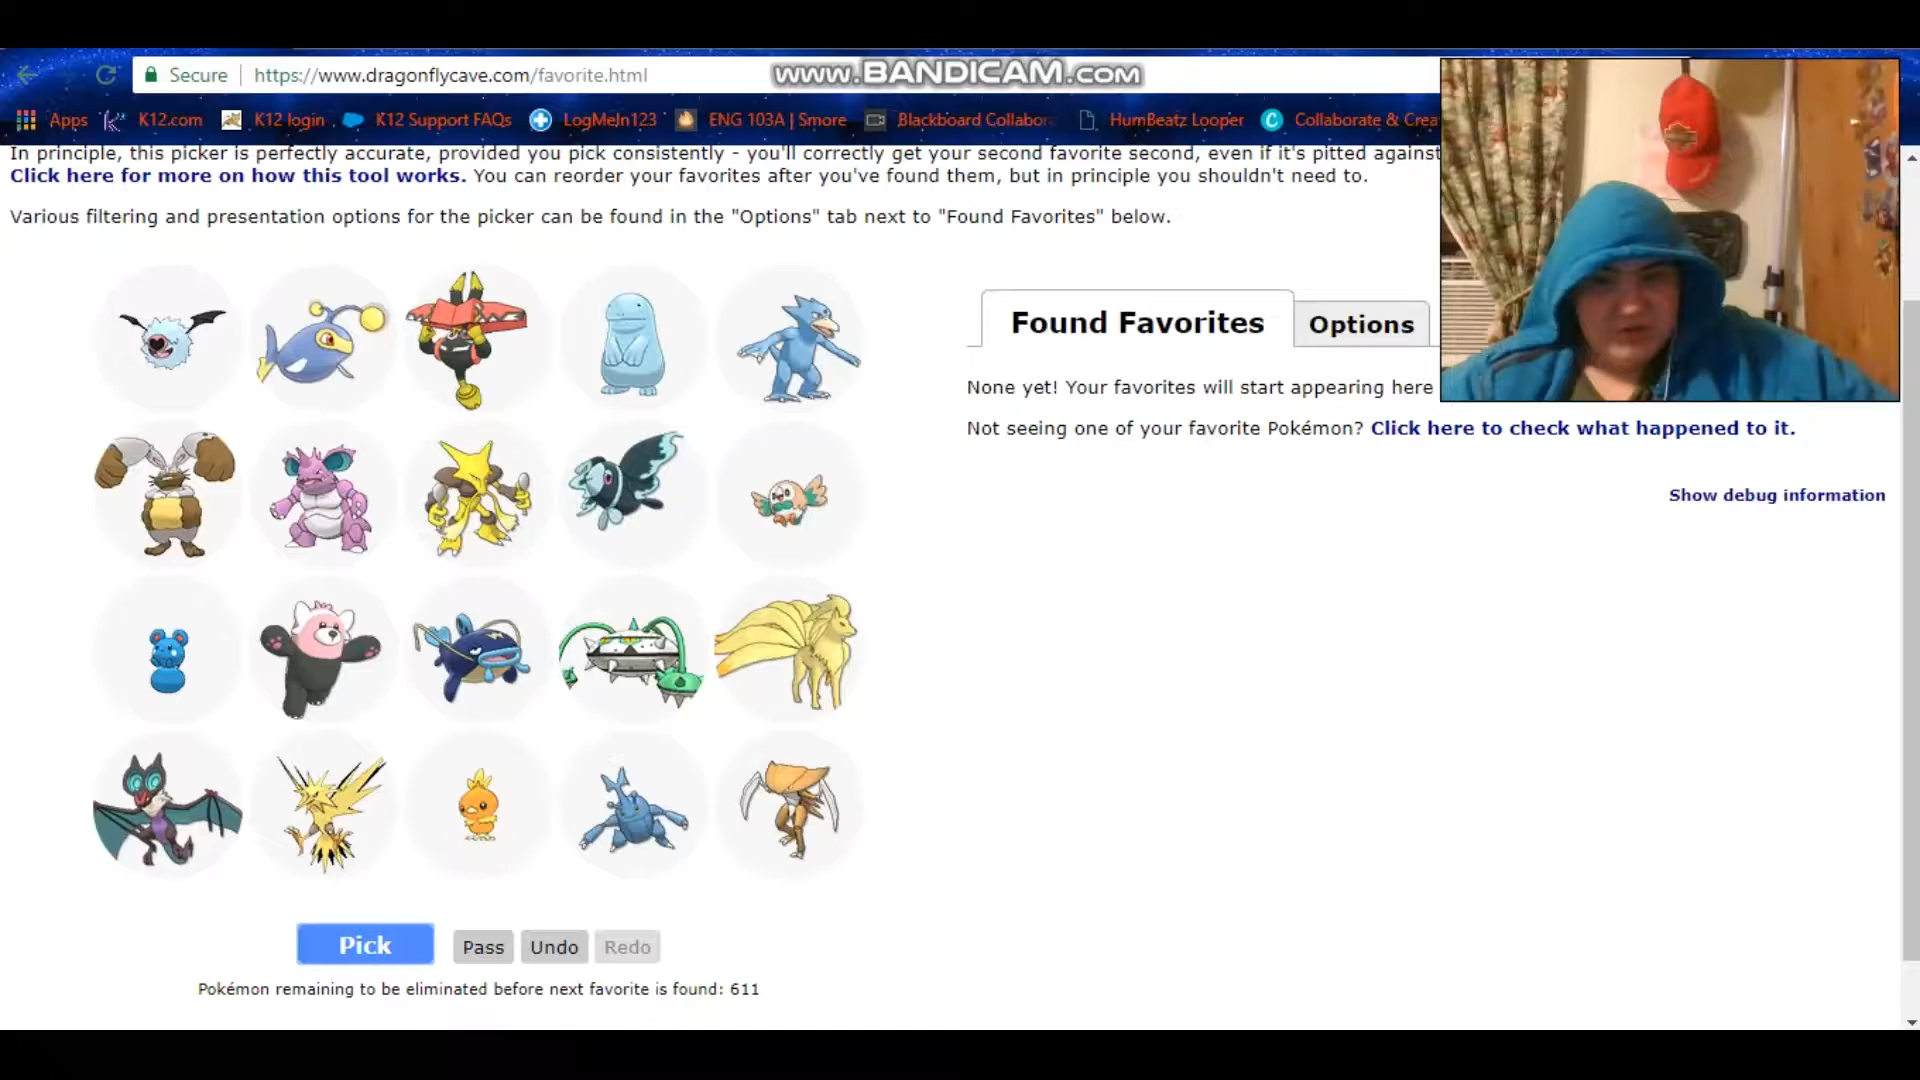 www.BANDICAM.com
Secure https://www.dragonflycave.com/favorite.html
Apps K12.com K12 login K12 Support FAQs LogMeIn123 ENG 103A | Smore Blackboard Collabor HumBeatz Looper Collaborate & Crea
In principle, this picker is perfectly accurate, provided you pick consistently - you'll correctly get your second favorite second, even if it's pitted against
Click here for more on how this tool works. You can reorder your favorites after you've found them, but in principle you shouldn't need to.
Various filtering and presentation options for the picker can be found in the "Options" tab next to "Found Favorites" below.
Found Favorites Options
None yet! Your favorites will start appearing here
Not seeing one of your favorite Pokémon? Click here to check what happened to it.
Show debug information
Pick Pass Undo Redo
Pokémon remaining to be eliminated before next favorite is found: 611